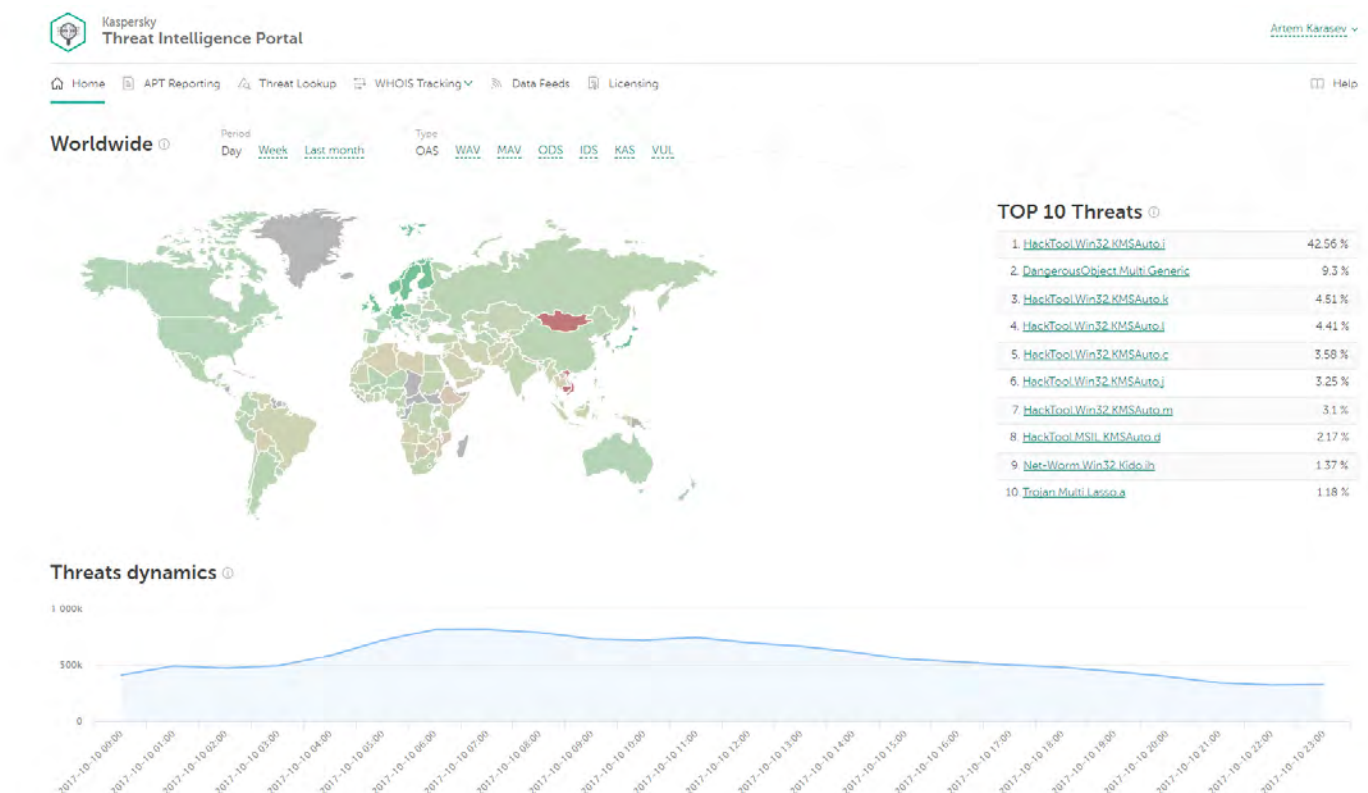 Kaspersky
Threat Intelligence Portal
Artem Karasev
Home APT Reporting Threat Lookup WHOIS Tracking Data Feeds Licensing Help
Worldwide
Period
Day Week Last month
Type
OAS WAV MAV ODS IDS KAS VUL
TOP 10 Threats
1. HackTool.Win32.KMSAuto.i 42.56 %
2. DangerousObject.Multi.Generic 9.3 %
3. HackTool.Win32.KMSAuto.k 4.51 %
4. HackTool.Win32.KMSAuto.l 4.41 %
5. HackTool.Win32.KMSAuto.c 3.58 %
6. HackTool.Win32.KMSAuto.j 3.25 %
7. HackTool.Win32.KMSAuto.m 3.1 %
8. HackTool.MSIL.KMSAuto.d 2.17 %
9. Net-Worm.Win32.Kido.ih 1.37 %
10. Trojan.Multi.Lasso.a 1.18 %
Threats dynamics
1 000k
500k
0
2017-10-10 00:00
2017-10-10 01:00
2017-10-10 02:00
2017-10-10 03:00
2017-10-10 04:00
2017-10-10 05:00
2017-10-10 06:00
2017-10-10 07:00
2017-10-10 08:00
2017-10-10 09:00
2017-10-10 10:00
2017-10-10 11:00
2017-10-10 12:00
2017-10-10 13:00
2017-10-10 14:00
2017-10-10 15:00
2017-10-10 16:00
2017-10-10 17:00
2017-10-10 18:00
2017-10-10 19:00
2017-10-10 20:00
2017-10-10 21:00
2017-10-10 22:00
2017-10-10 23:00